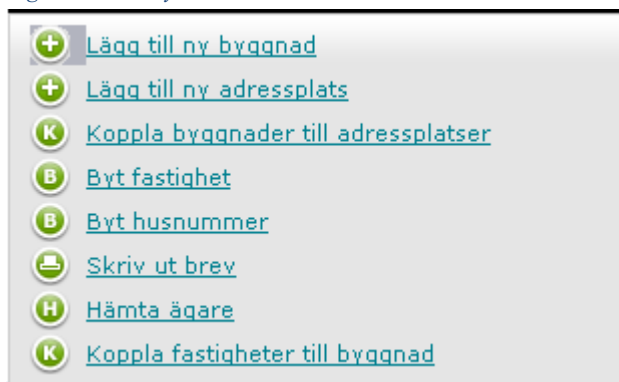 Lägg till ny byggnad
Lägg till ny adressplats
K Koppla byggnader till adressplatser
B Byt fastighet
B Byt husnummer
Skriv ut brev
H Hämta ägare
K Koppla fastigheter till byggnad